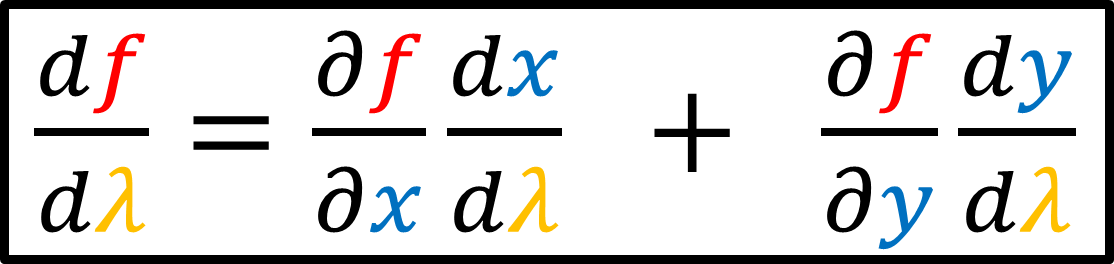 df/dλ = ∂f/∂x dx/dλ + ∂f/∂y dy/dλ